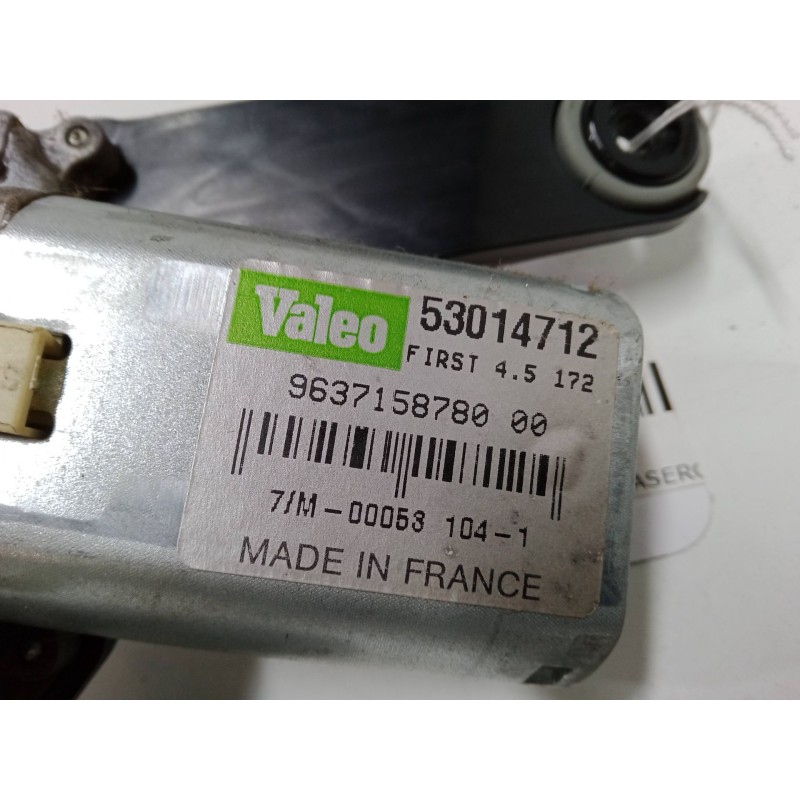 Valeo 53014712
FIRST 4.5 172
9637158780 00
7/M-00053 104-1
MADE IN FRANCE